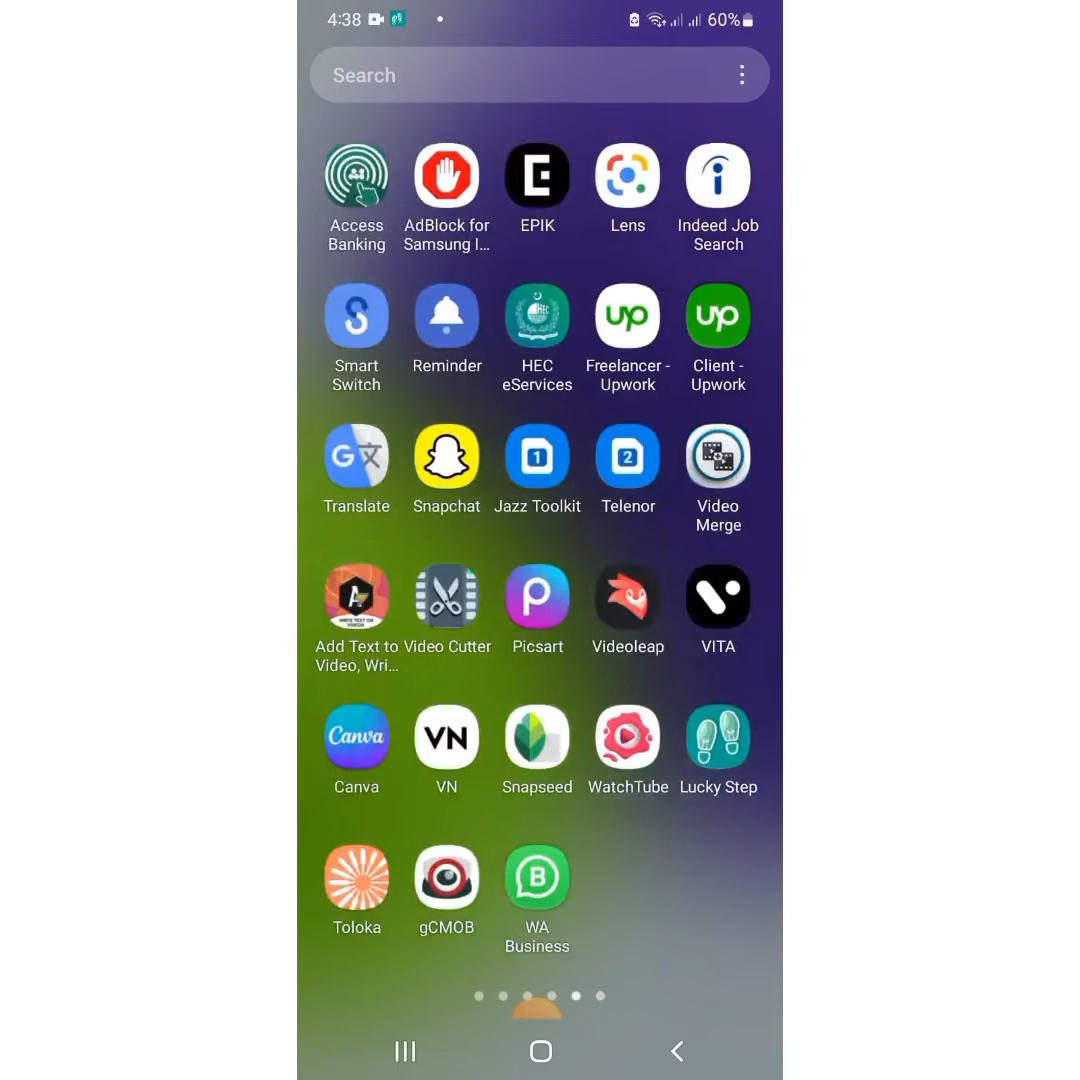 4:38
60%
Search
Access Banking
AdBlock for Samsung I...
EPIK
Lens
Indeed Job Search
Smart Switch
Reminder
HEC eServices
Freelancer - Upwork
Client - Upwork
Translate
Snapchat
Jazz Toolkit
Telenor
Video Merge
Add Text to Video, Wri...
Video Cutter
Picsart
Videoleap
VITA
Canva
Canva
VN
VN
Snapseed
WatchTube
Lucky Step
Toloka
gCMOB
WA Business